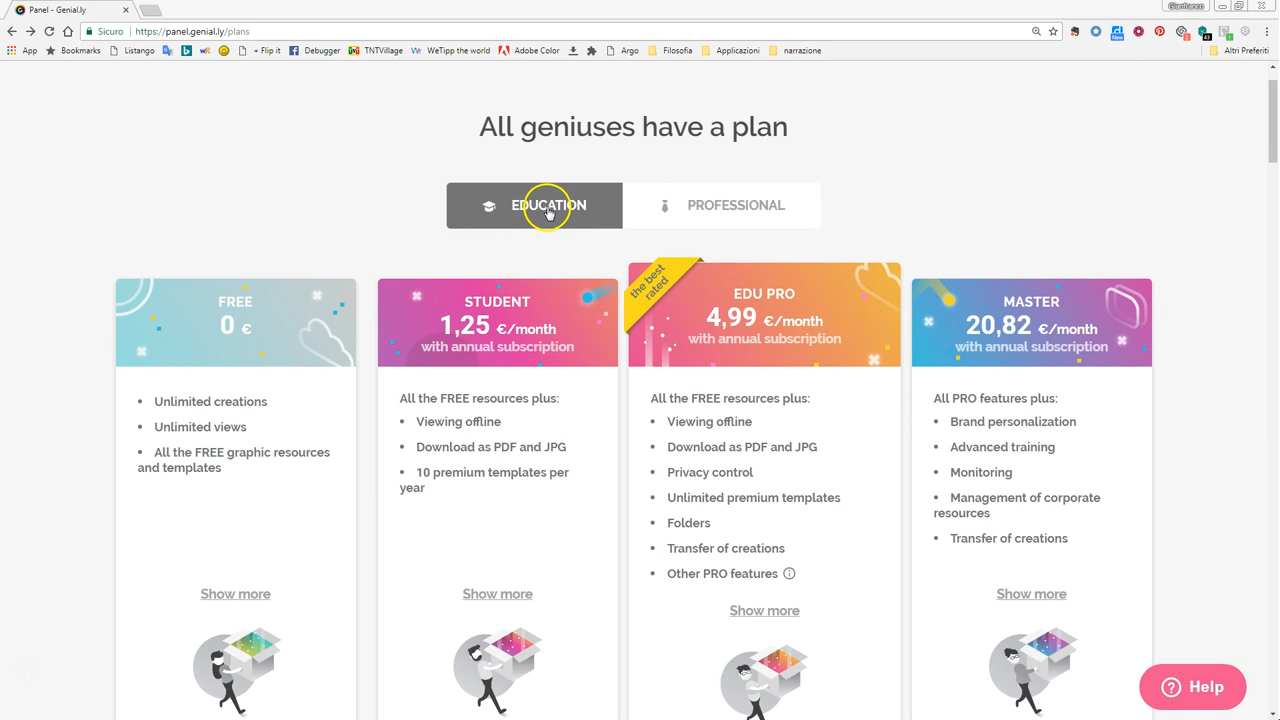 Panel - Genial.ly
Gianfranco
Sicuro
https://panel.genial.ly/plans
App
Bookmarks
Listango
+ Flip it
Debugger
TNTVillage
WeTipp the world
Adobe Color
Argo
Filosofia
Applicazioni
narrazione
Altri Preferiti
All geniuses have a plan
EDUCATION
PROFESSIONAL
the best
rated
FREE
0 €
Unlimited creations
Unlimited views
All the FREE graphic resources
and templates
Show more
STUDENT
1,25 €/month
with annual subscription
All the FREE resources plus:
Viewing offline
Download as PDF and JPG
10 premium templates per
year
Show more
EDU PRO
4,99 €/month
with annual subscription
All the FREE resources plus:
Viewing offline
Download as PDF and JPG
Privacy control
Unlimited premium templates
Folders
Transfer of creations
Other PRO features
Show more
MASTER
20,82 €/month
with annual subscription
All PRO features plus:
Brand personalization
Advanced training
Monitoring
Management of corporate
resources
Transfer of creations
Show more
Help